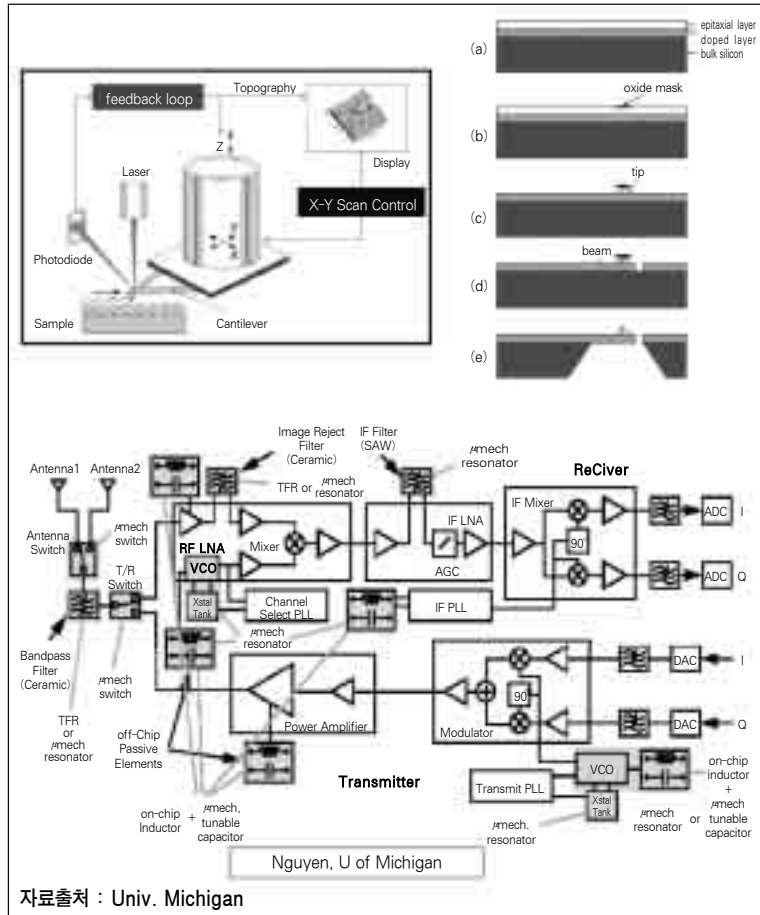 feedback loop
Topography
Z
Display
Laser
X-Y Scan Control
Photodiode
Sample
Cantilever
(a)
epitaxial layer
doped layer
bulk silicon
(b)
oxide mask
(c)
tip
(d)
beam
(e)
Antenna1
Antenna2
Image Reject
Filter
(Ceramic)
TFR or μmech
resonator
IF Filter
(SAW)
μmech
resonator
ReCiver
Antenna
Switch
μmech
switch
T/R
Switch
RF LNA
VCO
Mixer
IF LNA
AGC
IF Mixer
90°
ADC
I
ADC
Q
Xstal
Tank
Channel
Select PLL
μmech
resonator
IF PLL
Bandpass
Filter
(Ceramic)
μmech
switch
TFR
or
μmech
resonator
off-Chip
Passive
Elements
Power Amplifier
Modulator
90
DAC
I
DAC
Q
Transmitter
on-chip
Inductor
+
μmech,
tunable
capacitor
Transmit PLL
VCO
Xstal
Tank
μmech.
resonator
μmech
resonator
or
on-chip
inductor
+
μmech
tunable
capacitor
Nguyen, U of Michigan
자료출처 : Univ. Michigan